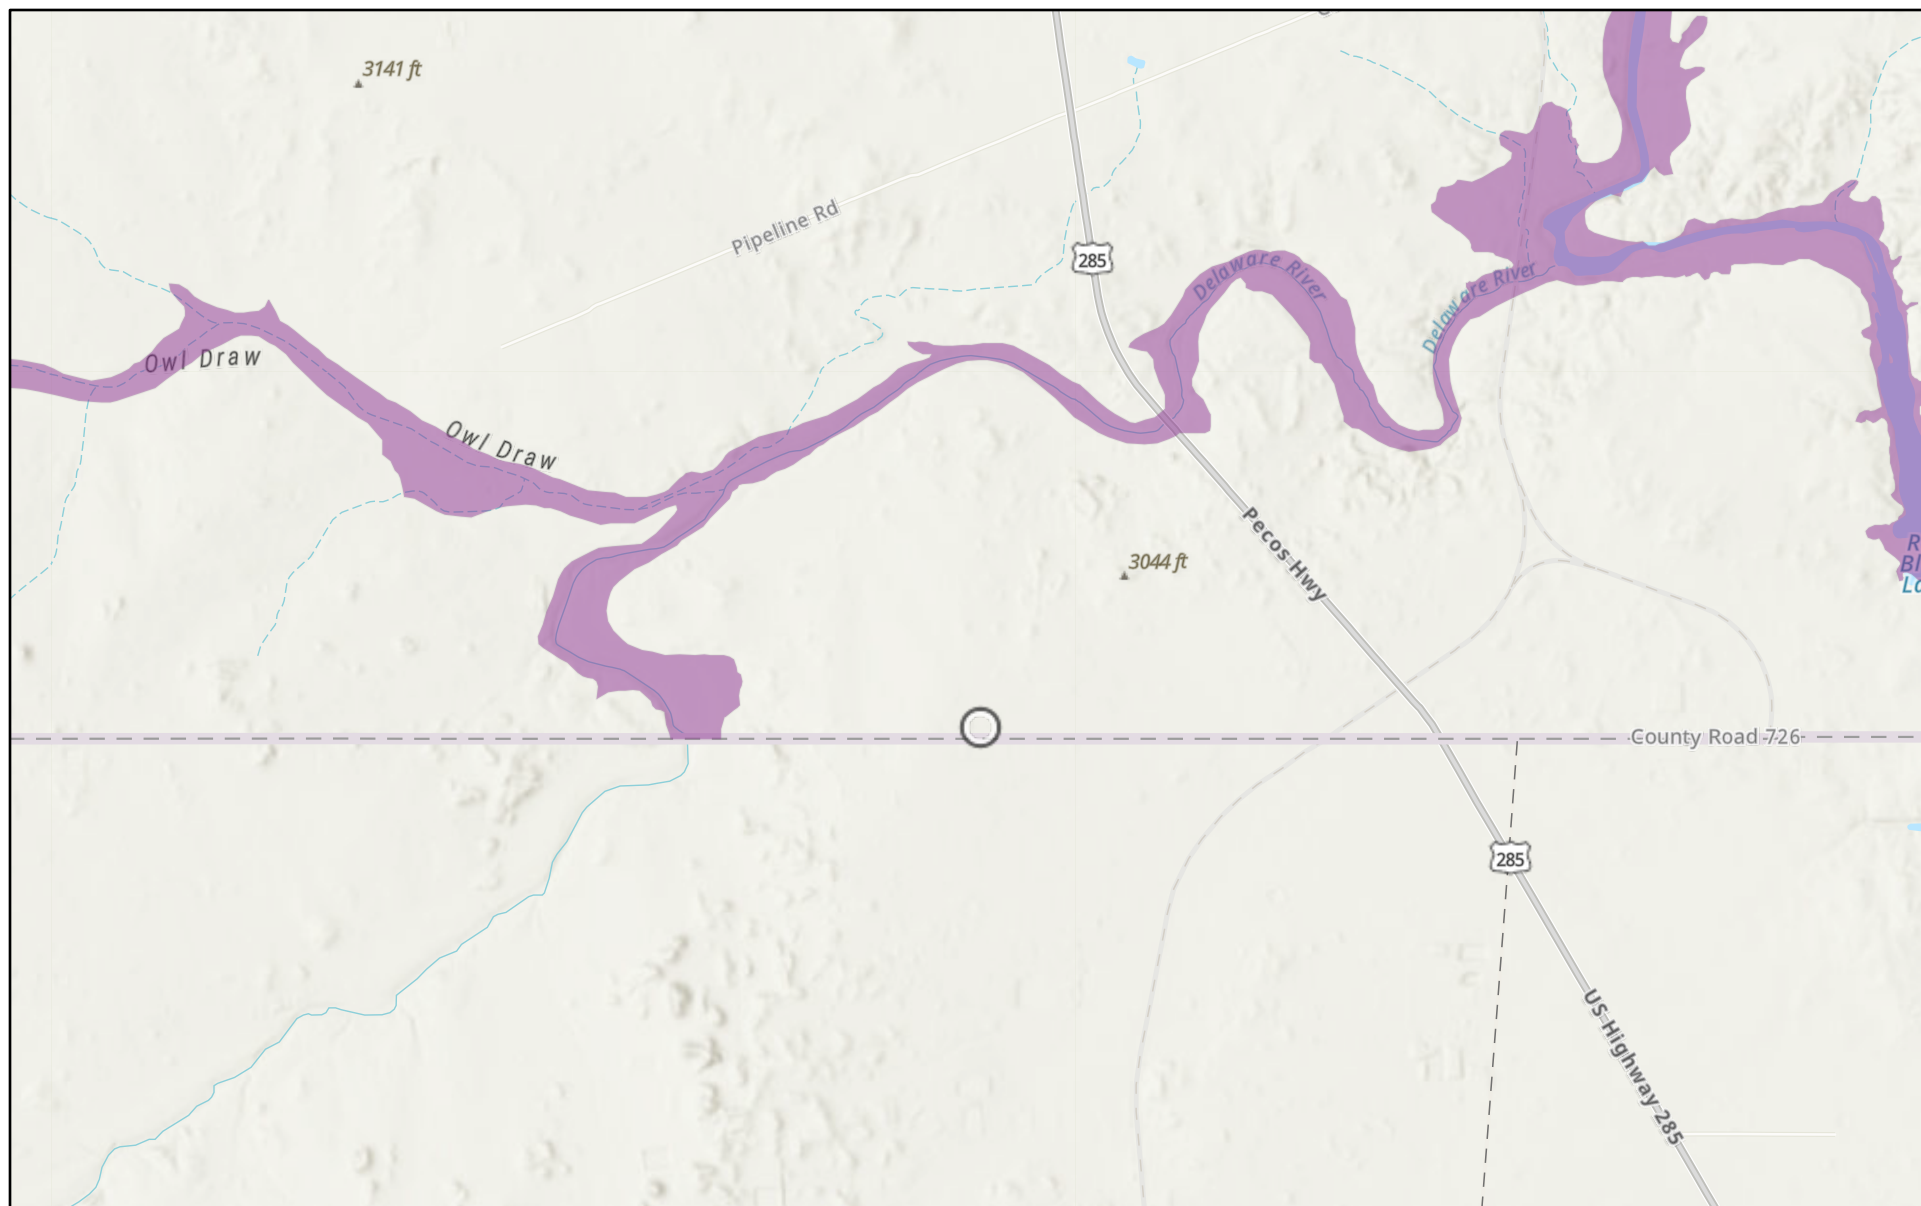 3141 ft
Pipeline Rd
285
Delaware River
Delaware River
Owl Draw
Owl Draw
Pecos Hwy
3044 ft
County Road 726
285
US Highway 285